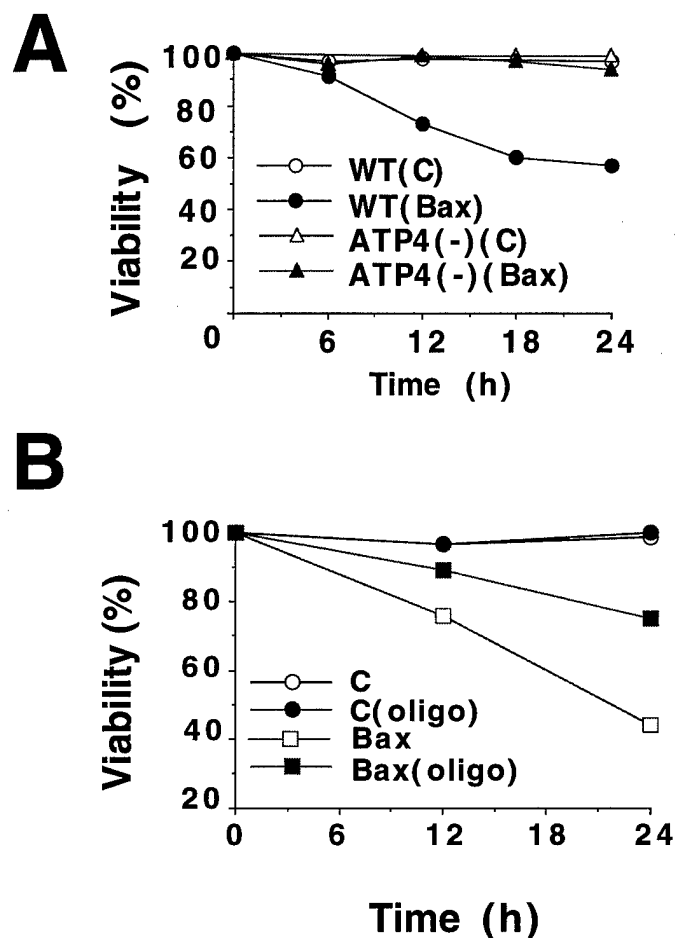 A
Viability (%)
100
80
60
40
20
0
WT(C)
WT(Bax)
ATP4(-)(C)
ATP4(-)(Bax)
6 12 18 24
Time (h)
B
Viability (%)
100
80
60
40
20
C
C(oligo)
Bax
Bax(oligo)
0 6 12 18 24
Time (h)